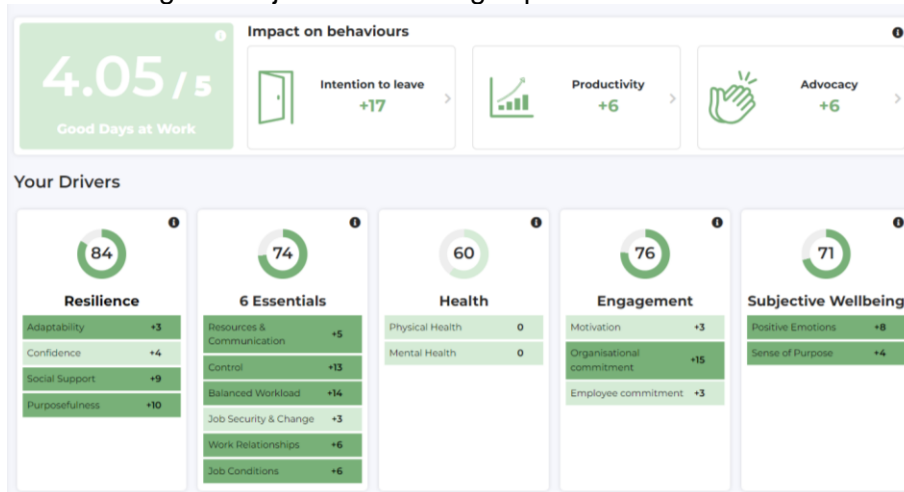 Impact on behaviours
4.05 / 5
Good Days at Work
Intention to leave
+17
Productivity
+6
Advocacy
+6
Your Drivers
84
Resilience
Adaptability +3
Confidence +4
Social Support +9
Purposefulness +10
74
6 Essentials
Resources &
Communication +5
Control +13
Balanced Workload +14
Job Security & Change +3
Work Relationships +6
Job Conditions +6
60
Health
Physical Health 0
Mental Health 0
76
Engagement
Motivation +3
Organisational
commitment +15
Employee commitment +3
71
Subjective Wellbeing
Positive Emotions +8
Sense of Purpose +4